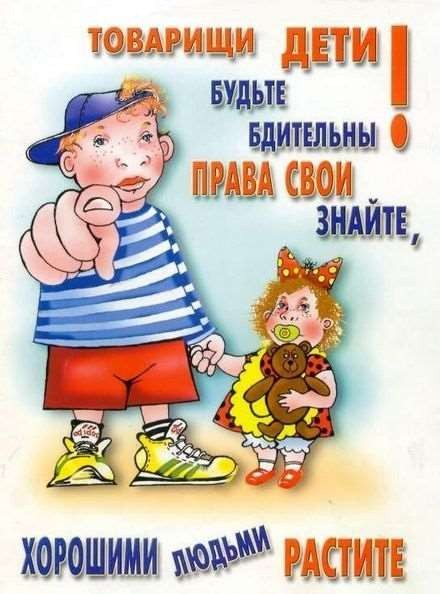 ТОВАРИЩИ ДЕТИ!
БУДЬТЕ
БДИТЕЛЬНЫ
ПРАВА СВОИ
ЗНАЙТЕ,
ХОРОШИМИ ЛЮДЬМИ РАСТИТЕ